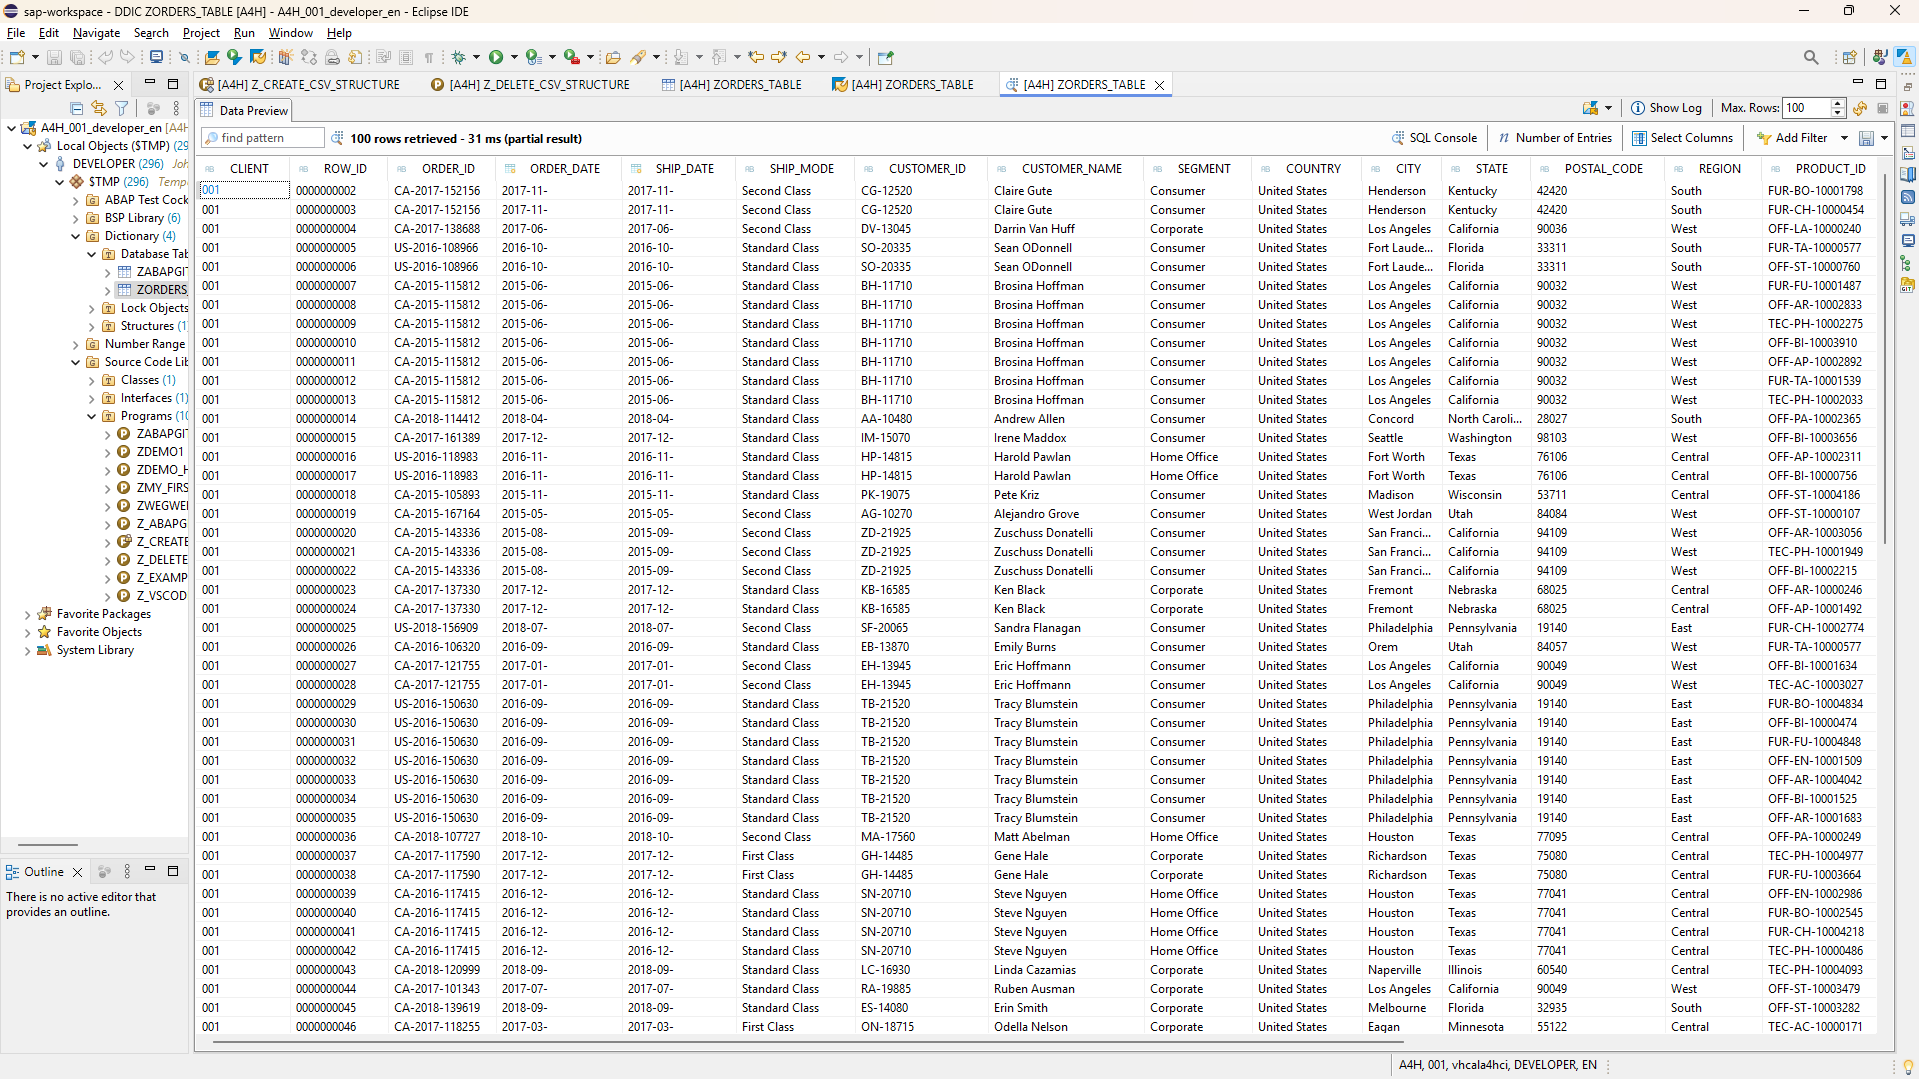 sap-workspace - DDIC ZORDERS_TABLE [A4H] - A4H_001_developer_en - Eclipse IDE
File Edit Navigate Search Project Run Window Help
Project Explo...
[A4H] Z_CREATE_CSV_STRUCTURE [A4H] Z_DELETE_CSV_STRUCTURE [A4H] ZORDERS_TABLE [A4H] ZORDERS_TABLE [A4H] ZORDERS_TABLE
Data Preview Show Log Max. Rows: 100
find pattern 100 rows retrieved - 31 ms (partial result) SQL Console Number of Entries Select Columns Add Filter
A4H_001_developer_en [A4H
Local Objects ($TMP) (29
DEVELOPER (296) Joh
$TMP (296) Tempo
ABAP Test Cock
BSP Library (6)
Dictionary (4)
Database Tab
ZABAPGIT
ZORDERS_
Lock Objects
Structures (1)
Number Range
Source Code Lib
Classes (1)
Interfaces (1)
Programs (10
ZABAPGIT
ZDEMO1
ZDEMO_H
ZMY_FIRS
ZWEGWEI
Z_ABAPG
Z_CREATE
Z_DELETE
Z_EXAMP
Z_VSCOD
Favorite Packages
Favorite Objects
System Library
Outline
There is no active editor that
provides an outline.
CLIENT ROW_ID ORDER_ID ORDER_DATE SHIP_DATE SHIP_MODE CUSTOMER_ID CUSTOMER_NAME SEGMENT COUNTRY CITY STATE POSTAL_CODE REGION PRODUCT_ID
001 0000000002 CA-2017-152156 2017-11- 2017-11- Second Class CG-12520 Claire Gute Consumer United States Henderson Kentucky 42420 South FUR-BO-10001798
001 0000000003 CA-2017-152156 2017-11- 2017-11- Second Class CG-12520 Claire Gute Consumer United States Henderson Kentucky 42420 South FUR-CH-10000454
001 0000000004 CA-2017-138688 2017-06- 2017-06- Second Class DV-13045 Darrin Van Huff Corporate United States Los Angeles California 90036 West OFF-LA-10000240
001 0000000005 US-2016-108966 2016-10- 2016-10- Standard Class SO-20335 Sean ODonnell Consumer United States Fort Laude... Florida 33311 South FUR-TA-10000577
001 0000000006 US-2016-108966 2016-10- 2016-10- Standard Class SO-20335 Sean ODonnell Consumer United States Fort Laude... Florida 33311 South OFF-ST-10000760
001 0000000007 CA-2015-115812 2015-06- 2015-06- Standard Class BH-11710 Brosina Hoffman Consumer United States Los Angeles California 90032 West FUR-FU-10001487
001 0000000008 CA-2015-115812 2015-06- 2015-06- Standard Class BH-11710 Brosina Hoffman Consumer United States Los Angeles California 90032 West OFF-AR-10002833
001 0000000009 CA-2015-115812 2015-06- 2015-06- Standard Class BH-11710 Brosina Hoffman Consumer United States Los Angeles California 90032 West TEC-PH-10002275
001 0000000010 CA-2015-115812 2015-06- 2015-06- Standard Class BH-11710 Brosina Hoffman Consumer United States Los Angeles California 90032 West OFF-BI-10003910
001 0000000011 CA-2015-115812 2015-06- 2015-06- Standard Class BH-11710 Brosina Hoffman Consumer United States Los Angeles California 90032 West OFF-AP-10002892
001 0000000012 CA-2015-115812 2015-06- 2015-06- Standard Class BH-11710 Brosina Hoffman Consumer United States Los Angeles California 90032 West FUR-TA-10001539
001 0000000013 CA-2015-115812 2015-06- 2015-06- Standard Class BH-11710 Brosina Hoffman Consumer United States Los Angeles California 90032 West TEC-PH-10002033
001 0000000014 CA-2018-114412 2018-04- 2018-04- Standard Class AA-10480 Andrew Allen Consumer United States Concord North Caroli... 28027 South OFF-PA-10002365
001 0000000015 CA-2017-161389 2017-12- 2017-12- Standard Class IM-15070 Irene Maddox Consumer United States Seattle Washington 98103 West OFF-BI-10003656
001 0000000016 US-2016-118983 2016-11- 2016-11- Standard Class HP-14815 Harold Pawlan Home Office United States Fort Worth Texas 76106 Central OFF-AP-10002311
001 0000000017 US-2016-118983 2016-11- 2016-11- Standard Class HP-14815 Harold Pawlan Home Office United States Fort Worth Texas 76106 Central OFF-BI-10000756
001 0000000018 CA-2015-105893 2015-11- 2015-11- Standard Class PK-19075 Pete Kriz Consumer United States Madison Wisconsin 53711 Central OFF-ST-10004186
001 0000000019 CA-2015-167164 2015-05- 2015-05- Second Class AG-10270 Alejandro Grove Consumer United States West Jordan Utah 84084 West OFF-ST-10000107
001 0000000020 CA-2015-143336 2015-08- 2015-09- Second Class ZD-21925 Zuschuss Donatelli Consumer United States San Franci... California 94109 West OFF-AR-10003056
001 0000000021 CA-2015-143336 2015-08- 2015-09- Second Class ZD-21925 Zuschuss Donatelli Consumer United States San Franci... California 94109 West TEC-PH-10001949
001 0000000022 CA-2015-143336 2015-08- 2015-09- Second Class ZD-21925 Zuschuss Donatelli Consumer United States San Franci... California 94109 West OFF-BI-10002215
001 0000000023 CA-2017-137330 2017-12- 2017-12- Standard Class KB-16585 Ken Black Corporate United States Fremont Nebraska 68025 Central OFF-AR-10000246
001 0000000024 CA-2017-137330 2017-12- 2017-12- Standard Class KB-16585 Ken Black Corporate United States Fremont Nebraska 68025 Central OFF-AP-10001492
001 0000000025 US-2018-156909 2018-07- 2018-07- Second Class SF-20065 Sandra Flanagan Consumer United States Philadelphia Pennsylvania 19140 East FUR-CH-10002774
001 0000000026 CA-2016-106320 2016-09- 2016-09- Standard Class EB-13870 Emily Burns Consumer United States Orem Utah 84057 West FUR-TA-10000577
001 0000000027 CA-2017-121755 2017-01- 2017-01- Second Class EH-13945 Eric Hoffmann Consumer United States Los Angeles California 90049 West OFF-BI-10001634
001 0000000028 CA-2017-121755 2017-01- 2017-01- Second Class EH-13945 Eric Hoffmann Consumer United States Los Angeles California 90049 West TEC-AC-10003027
001 0000000029 US-2016-150630 2016-09- 2016-09- Standard Class TB-21520 Tracy Blumstein Consumer United States Philadelphia Pennsylvania 19140 East FUR-BO-10004834
001 0000000030 US-2016-150630 2016-09- 2016-09- Standard Class TB-21520 Tracy Blumstein Consumer United States Philadelphia Pennsylvania 19140 East OFF-BI-10000474
001 0000000031 US-2016-150630 2016-09- 2016-09- Standard Class TB-21520 Tracy Blumstein Consumer United States Philadelphia Pennsylvania 19140 East FUR-FU-10004848
001 0000000032 US-2016-150630 2016-09- 2016-09- Standard Class TB-21520 Tracy Blumstein Consumer United States Philadelphia Pennsylvania 19140 East OFF-EN-10001509
001 0000000033 US-2016-150630 2016-09- 2016-09- Standard Class TB-21520 Tracy Blumstein Consumer United States Philadelphia Pennsylvania 19140 East OFF-AR-10004042
001 0000000034 US-2016-150630 2016-09- 2016-09- Standard Class TB-21520 Tracy Blumstein Consumer United States Philadelphia Pennsylvania 19140 East OFF-BI-10001525
001 0000000035 US-2016-150630 2016-09- 2016-09- Standard Class TB-21520 Tracy Blumstein Consumer United States Philadelphia Pennsylvania 19140 East OFF-AR-10001683
001 0000000036 CA-2018-107727 2018-10- 2018-10- Second Class MA-17560 Matt Abelman Home Office United States Houston Texas 77095 Central OFF-PA-10000249
001 0000000037 CA-2017-117590 2017-12- 2017-12- First Class GH-14485 Gene Hale Corporate United States Richardson Texas 75080 Central TEC-PH-10004977
001 0000000038 CA-2017-117590 2017-12- 2017-12- First Class GH-14485 Gene Hale Corporate United States Richardson Texas 75080 Central FUR-FU-10003664
001 0000000039 CA-2016-117415 2016-12- 2016-12- Standard Class SN-20710 Steve Nguyen Home Office United States Houston Texas 77041 Central OFF-EN-10002986
001 0000000040 CA-2016-117415 2016-12- 2016-12- Standard Class SN-20710 Steve Nguyen Home Office United States Houston Texas 77041 Central FUR-BO-10002545
001 0000000041 CA-2016-117415 2016-12- 2016-12- Standard Class SN-20710 Steve Nguyen Home Office United States Houston Texas 77041 Central FUR-CH-10004218
001 0000000042 CA-2016-117415 2016-12- 2016-12- Standard Class SN-20710 Steve Nguyen Home Office United States Houston Texas 77041 Central TEC-PH-10000486
001 0000000043 CA-2018-120999 2018-09- 2018-09- Standard Class LC-16930 Linda Cazamias Corporate United States Naperville Illinois 60540 Central TEC-PH-10004093
001 0000000044 CA-2017-101343 2017-07- 2017-07- Standard Class RA-19885 Ruben Ausman Corporate United States Los Angeles California 90049 West OFF-ST-10003479
001 0000000045 CA-2018-139619 2018-09- 2018-09- Standard Class ES-14080 Erin Smith Corporate United States Melbourne Florida 32935 South OFF-ST-10003282
001 0000000046 CA-2017-118255 2017-03- 2017-03- First Class ON-18715 Odella Nelson Corporate United States Eagan Minnesota 55122 Central TEC-AC-10000171
A4H, 001, vhcala4hci, DEVELOPER, EN